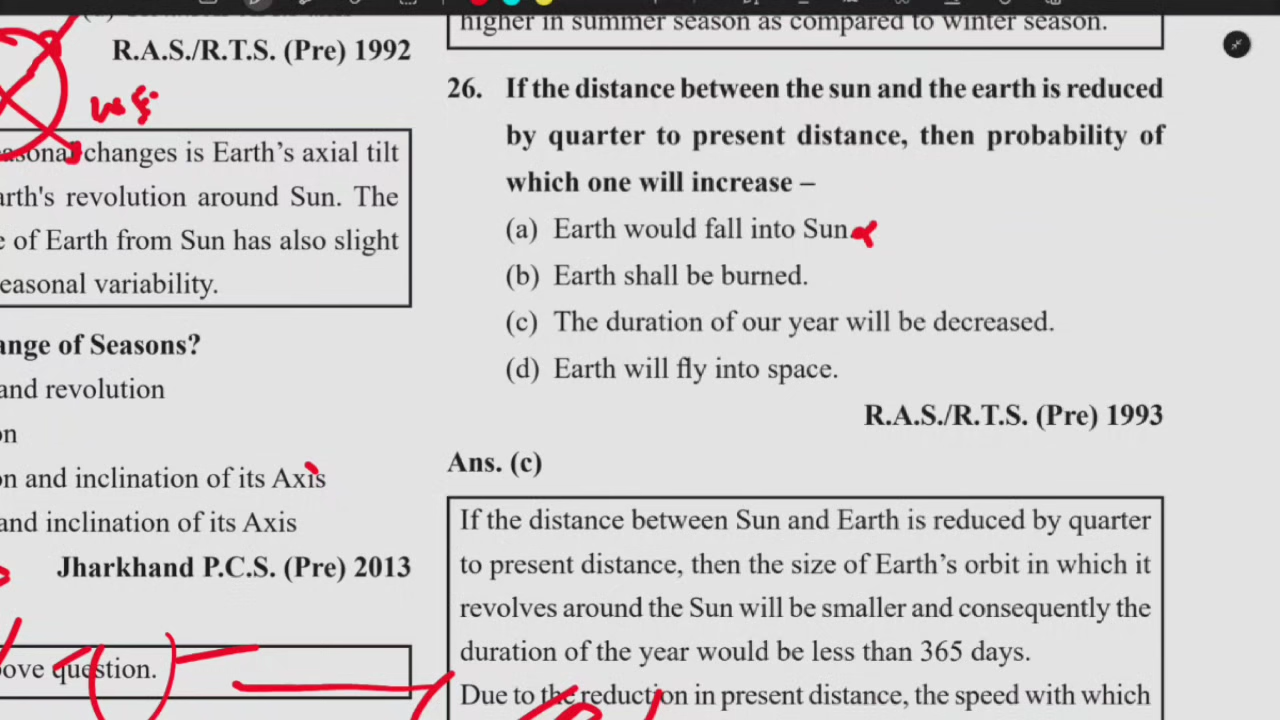 R.A.S./R.T.S. (Pre) 1992
changes is Earth's axial tilt
arth's revolution around Sun. The
e of Earth from Sun has also slight
easonal variability.
ange of Seasons?
and revolution
on
on and inclination of its Axis
and inclination of its Axis
Jharkhand P.C.S. (Pre) 2013
ove question.
higher in summer season as compared to winter season.
26. If the distance between the sun and the earth is reduced
by quarter to present distance, then probability of
which one will increase –
(a) Earth would fall into Sun
(b) Earth shall be burned.
(c) The duration of our year will be decreased.
(d) Earth will fly into space.
R.A.S./R.T.S. (Pre) 1993
Ans. (c)
If the distance between Sun and Earth is reduced by quarter
to present distance, then the size of Earth's orbit in which it
revolves around the Sun will be smaller and consequently the
duration of the year would be less than 365 days.
Due to the reduction in present distance, the speed with which